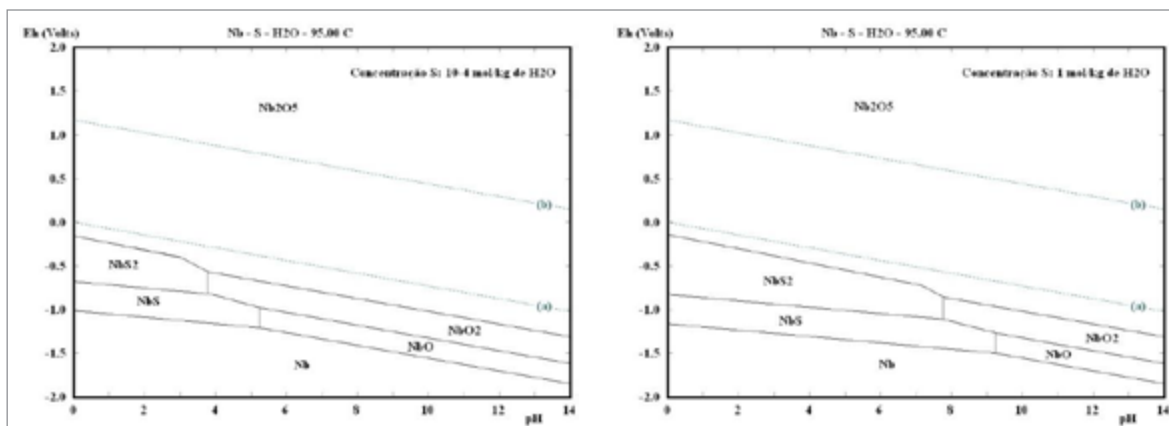 Eh (Volts) Nb - S - H2O - 95.00 C
2.0
Concentração S: 10-4 mol/kg de H2O
1.5
Nb2O5
1.0
0.5
(b)
0.0
NbS2
-0.5
NbS
(a)
-1.0
NbO2
NbO
-1.5
Nb
-2.0
0 2 4 S 6 8 10 12 14
pH
Eh (Volts) Nb - S - H2O - 95.00 C
2.0
Concentração S: 1 mol/kg de H2O
1.5
Nb2O5
1.0
0.5
(b)
0.0
-0.5
NbS2
(a)
-1.0
NbS
NbO2
-1.5
NbO
Nb
-2.0
0 2 4 S 6 8 10 12 14
pH